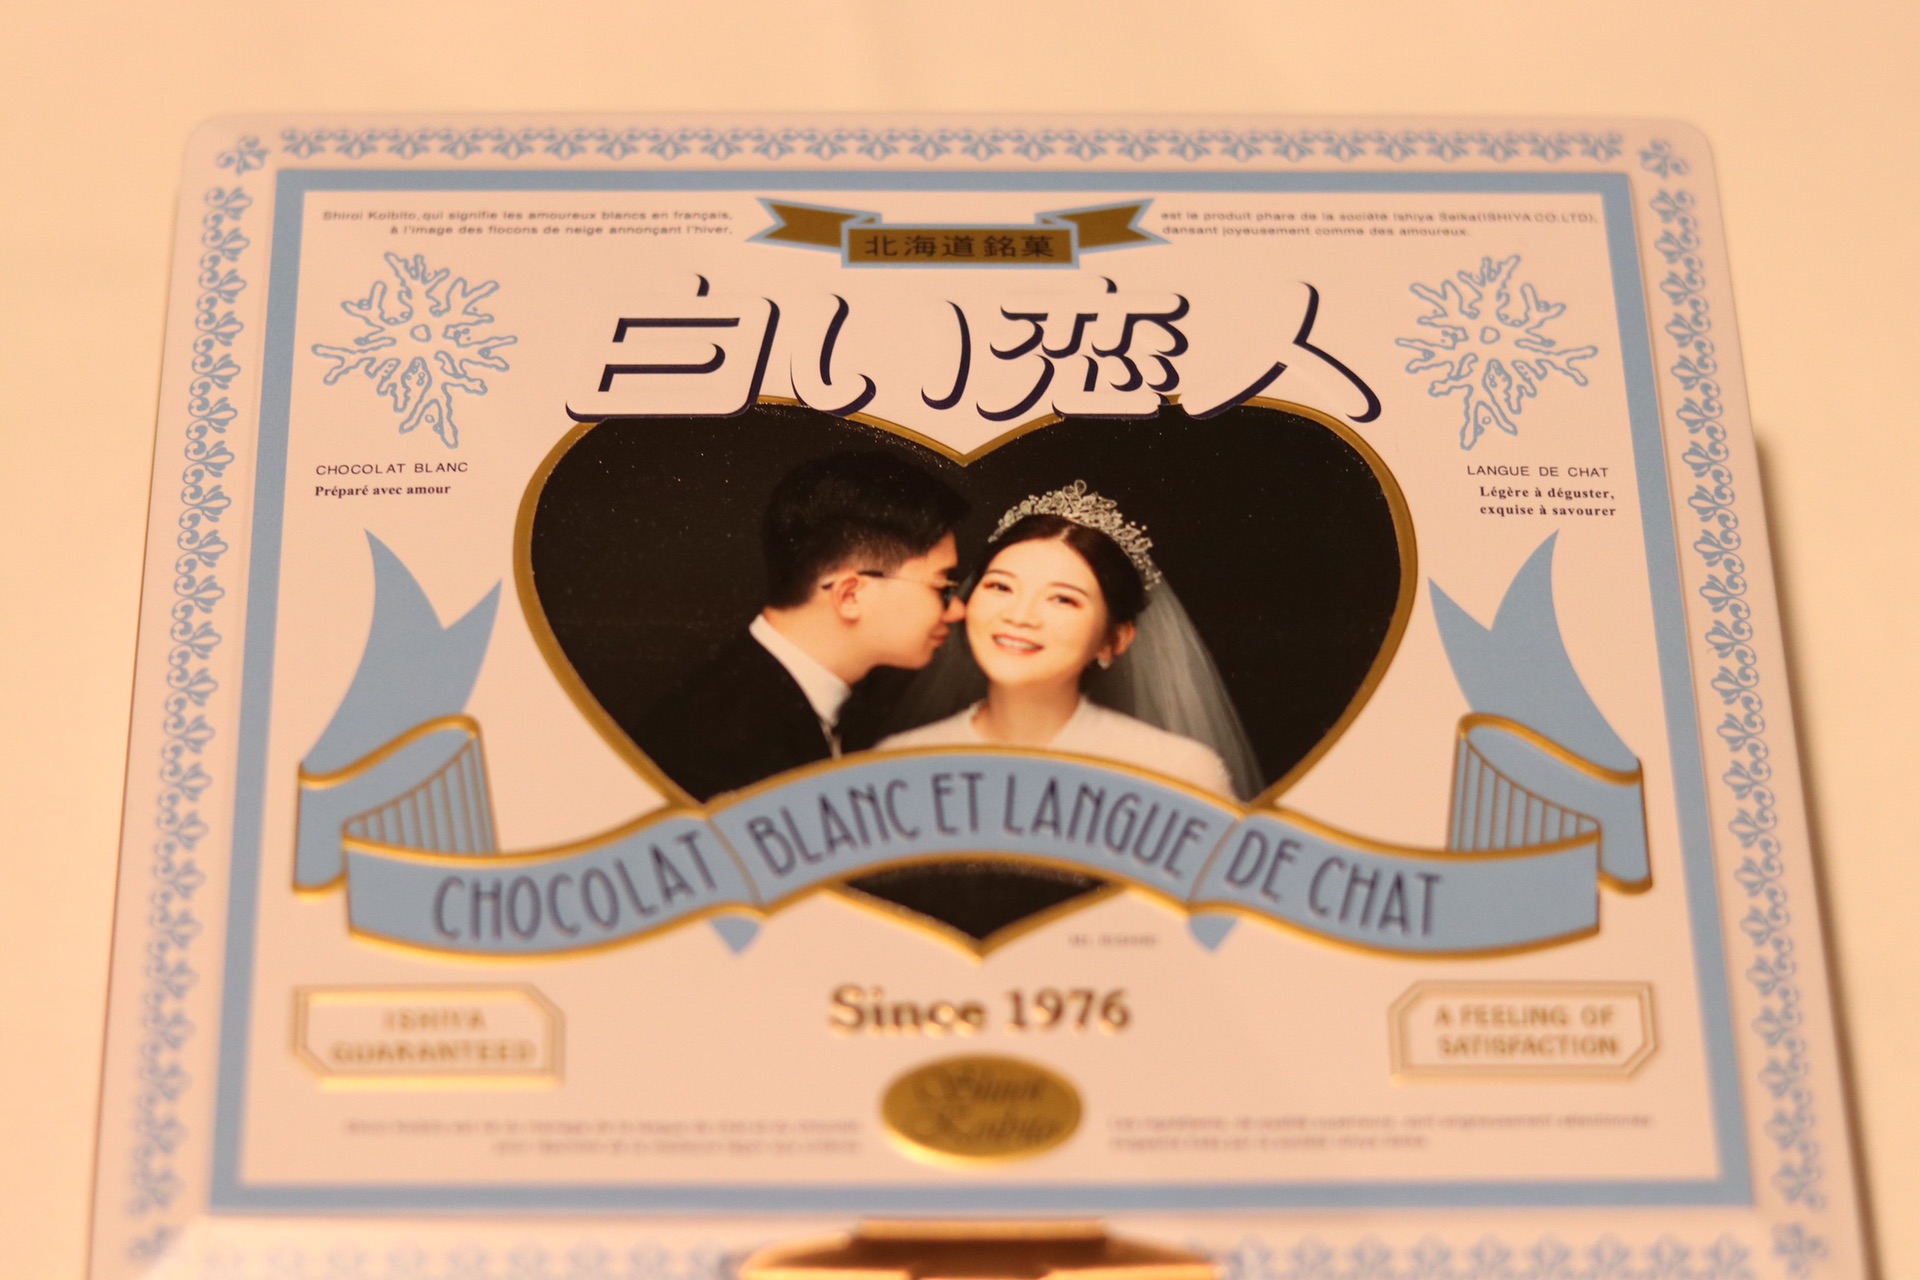 Shiroi Koibito, qui signifie les amoureux blancs en français,
à l'image des flocons de neige annonçant l'hiver,
北海道銘菓
est le produit phare de la société Ishiya Seika(ISHIYA CO.,LTD),
dansant joyeusement comme des amoureux.
白い恋人
CHOCOLAT BLANC
Préparé avec amour
LANGUE DE CHAT
Légère à déguster,
exquise à savourer
CHOCOLAT BLANC ET LANGUE DE CHAT
ISHIYA
GUARANTEED
Since 1976
A FEELING OF
SATISFACTION
Shiroi
Koibito